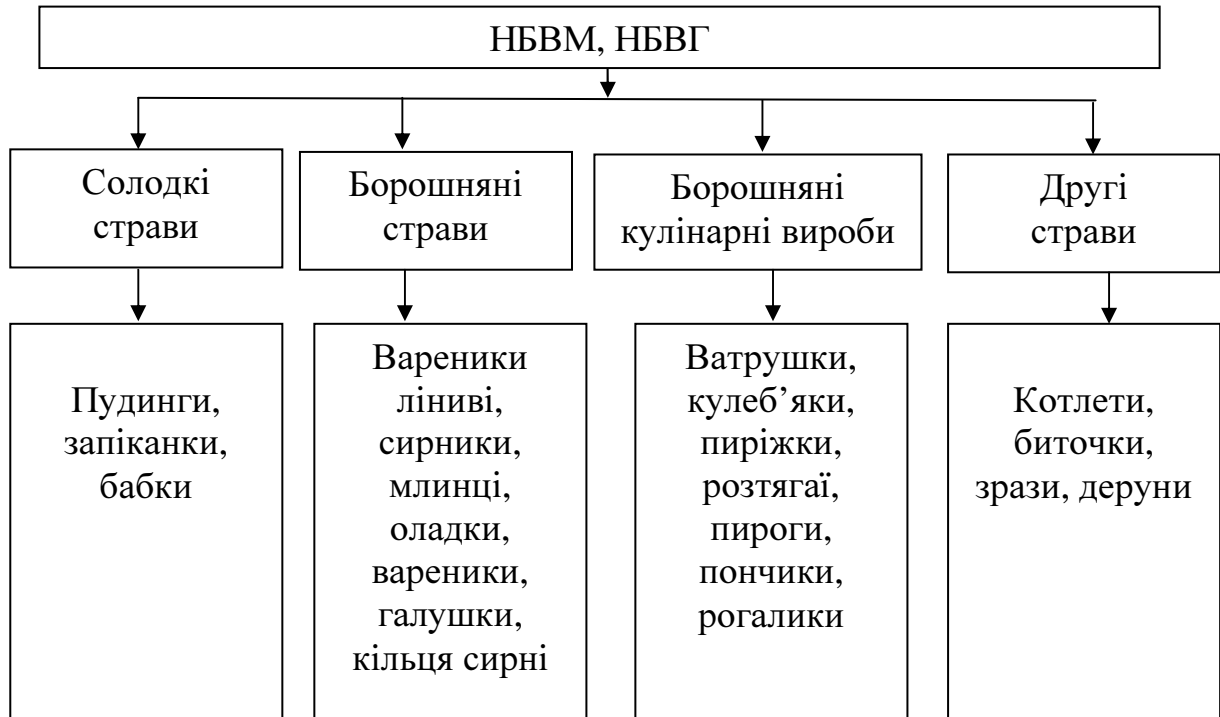 НБВМ, НБВГ
Солодкі
страви
Борошняні
страви
Борошняні
кулінарні вироби
Другі
страви
Пудинги,
запіканки,
бабки
Вареники
ліниві,
сирники,
млинці,
оладки,
вареники,
галушки,
кільця сирні
Ватрушки,
кулеб’яки,
пиріжки,
розтягаї,
пироги,
пончики,
рогалики
Котлети,
биточки,
зрази, деруни